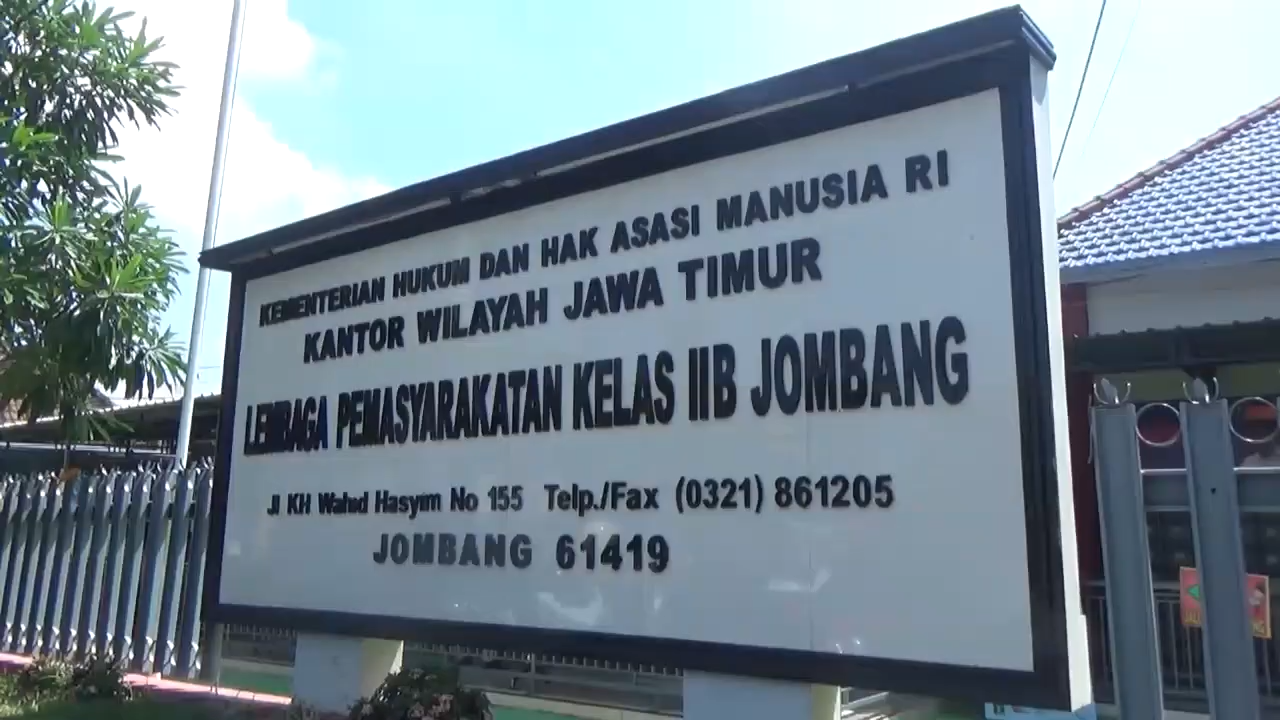 KEMENTERIAN HUKUM DAN HAK ASASI MANUSIA RI
KANTOR WILAYAH JAWA TIMUR
LEMBAGA PEMASYARAKATAN KELAS IIB JOMBANG
Jl KH Wahid Hasyim No 155 Telp./Fax (0321) 861205
JOMBANG 61419